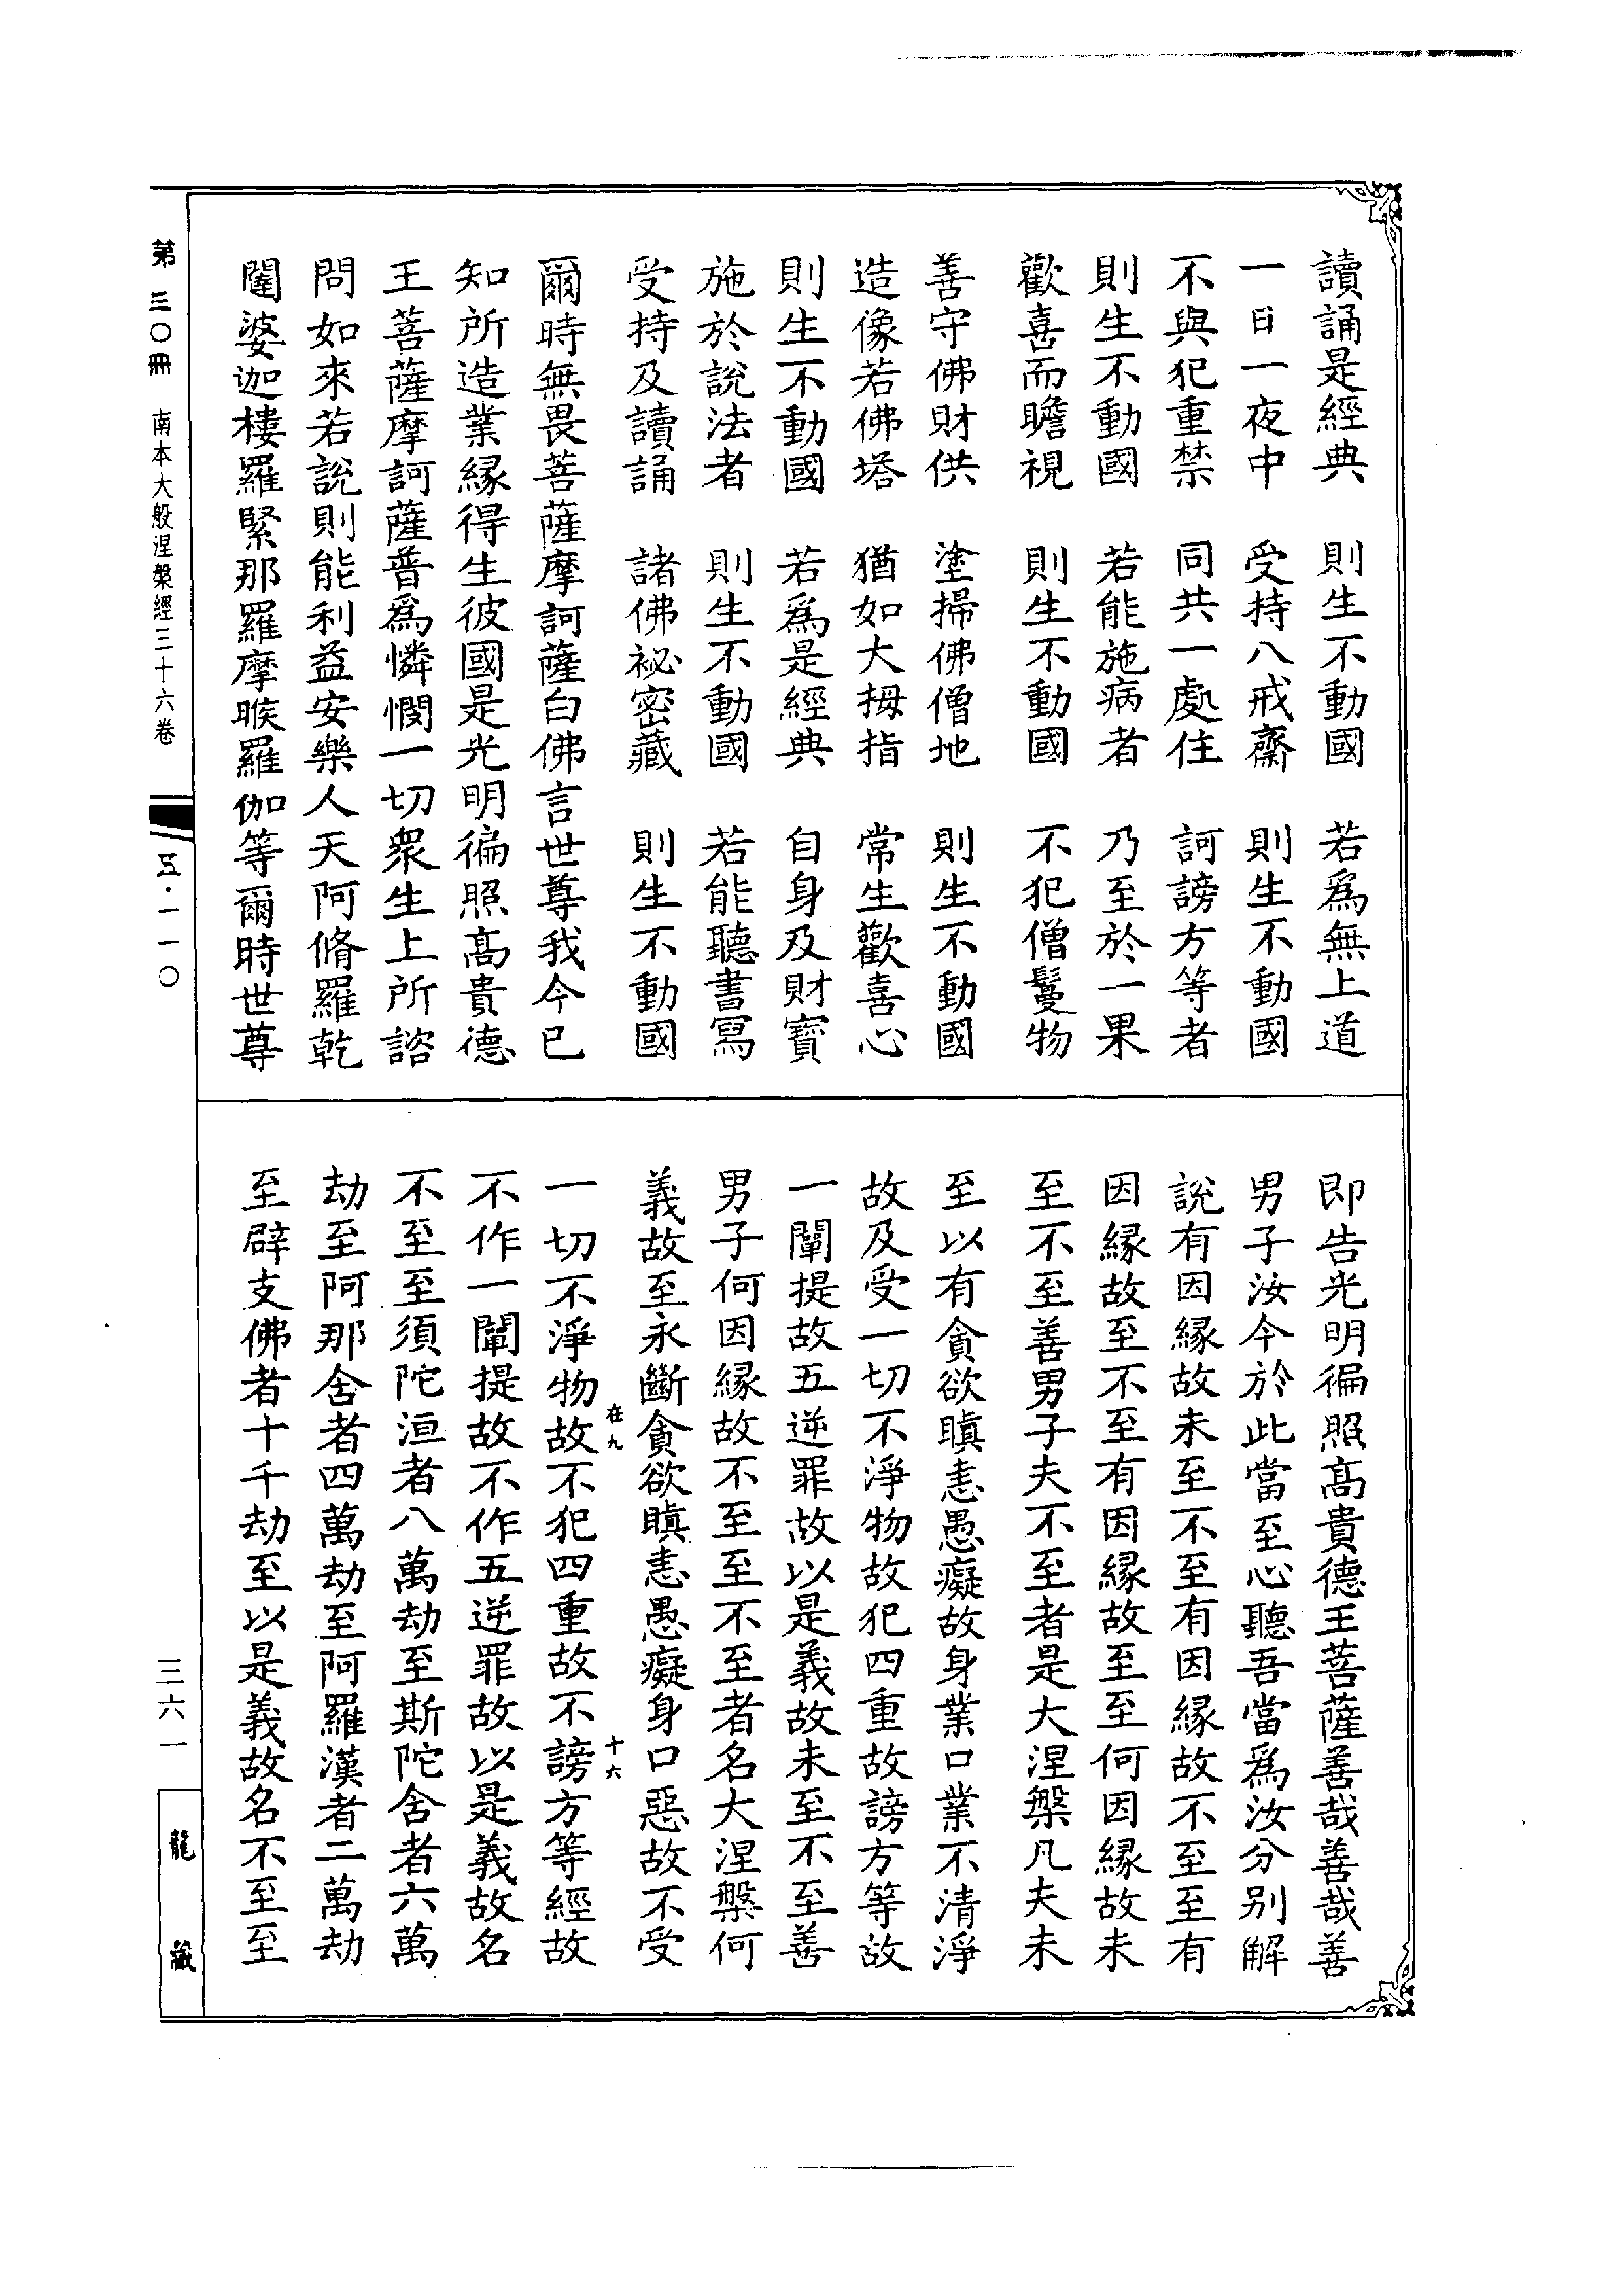 讀誦是經典　則生不動國　若爲無上道
一日一夜中　受持八戒齋　則生不動國
不與犯重禁　同共一處住　訶謗方等者
則生不動國　若能施病者　乃至於一果
歡喜而瞻視　則生不動國　不犯僧鬘物
善守佛財供　塗掃佛僧地　則生不動國
造像若佛塔　猶如大拇指　常生歡喜心
則生不動國　若爲是經典　自身及財寳
施於說法者　則生不動國　若能聽書寫
受持及讀誦　諸佛祕密藏　則生不動國
爾時無畏菩薩摩訶薩白佛言世尊我今已
知所造業緣得生彼國是光明徧照高貴德
王菩薩摩訶薩普爲憐憫一切衆生上所諮
問如來若說則能利益安樂人天阿脩羅乾
闥婆迦樓羅緊那羅摩睺羅伽等爾時世尊
即告光明徧照高貴德王菩薩善哉善哉善
男子汝今於此當至心聽吾當爲汝分别解
說有因緣故未至不至有因緣故不至至有
因緣故至不至有因緣故至至何因緣故未
至不至善男子夫不至者是大涅槃凡夫未
至以有貪欲瞋恚愚癡故身業口業不清淨
故及受一切不淨物故犯四重故謗方等故
一闡提故五逆罪故以是義故未至不至善
男子何因緣故不至至不至者名大涅槃何
義故至永斷貪欲瞋恚愚癡身口惡故不受
在九
十六
一切不淨物故不犯四重故不謗方等經故
不作一闡提故不作五逆罪故以是義故名
不至至須陀洹者八萬劫至斯陀含者六萬
劫至阿那含者四萬劫至阿羅漢者二萬劫
至辟支佛者十千劫至以是義故名不至至
第三〇冊　南本大般涅槃經三十六卷
五·一一〇
三六一
龍藏